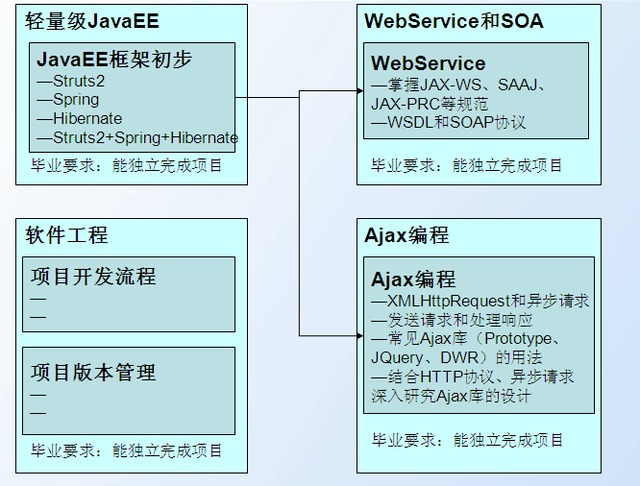 轻量级JavaEE
JavaEE框架初步
—Struts2
—Spring
—Hibernate
—Struts2+Spring+Hibernate
毕业要求：能独立完成项目
WebService和SOA
WebService
—掌握JAX-WS、SAAJ、
JAX-PRC等规范
—WSDL和SOAP协议
毕业要求：能独立完成项目
软件工程
项目开发流程
—
—
项目版本管理
—
—
毕业要求：能独立完成项目
Ajax编程
Ajax编程
—XMLHttpRequest和异步请求
—发送请求和处理响应
—常见Ajax库（Prototype、
JQuery、DWR）的用法
—结合HTTP协议、异步请求
深入研究Ajax库的设计
毕业要求：能独立完成项目